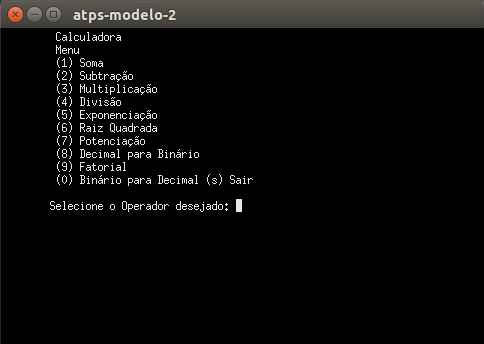 atps-modelo-2
Calculadora
Menu
(1) Soma
(2) Subtração
(3) Multiplicação
(4) Divisão
(5) Exponenciação
(6) Raiz Quadrada
(7) Potenciação
(8) Decimal para Binário
(9) Fatorial
(0) Binário para Decimal (s) Sair
Selecione o Operador desejado: